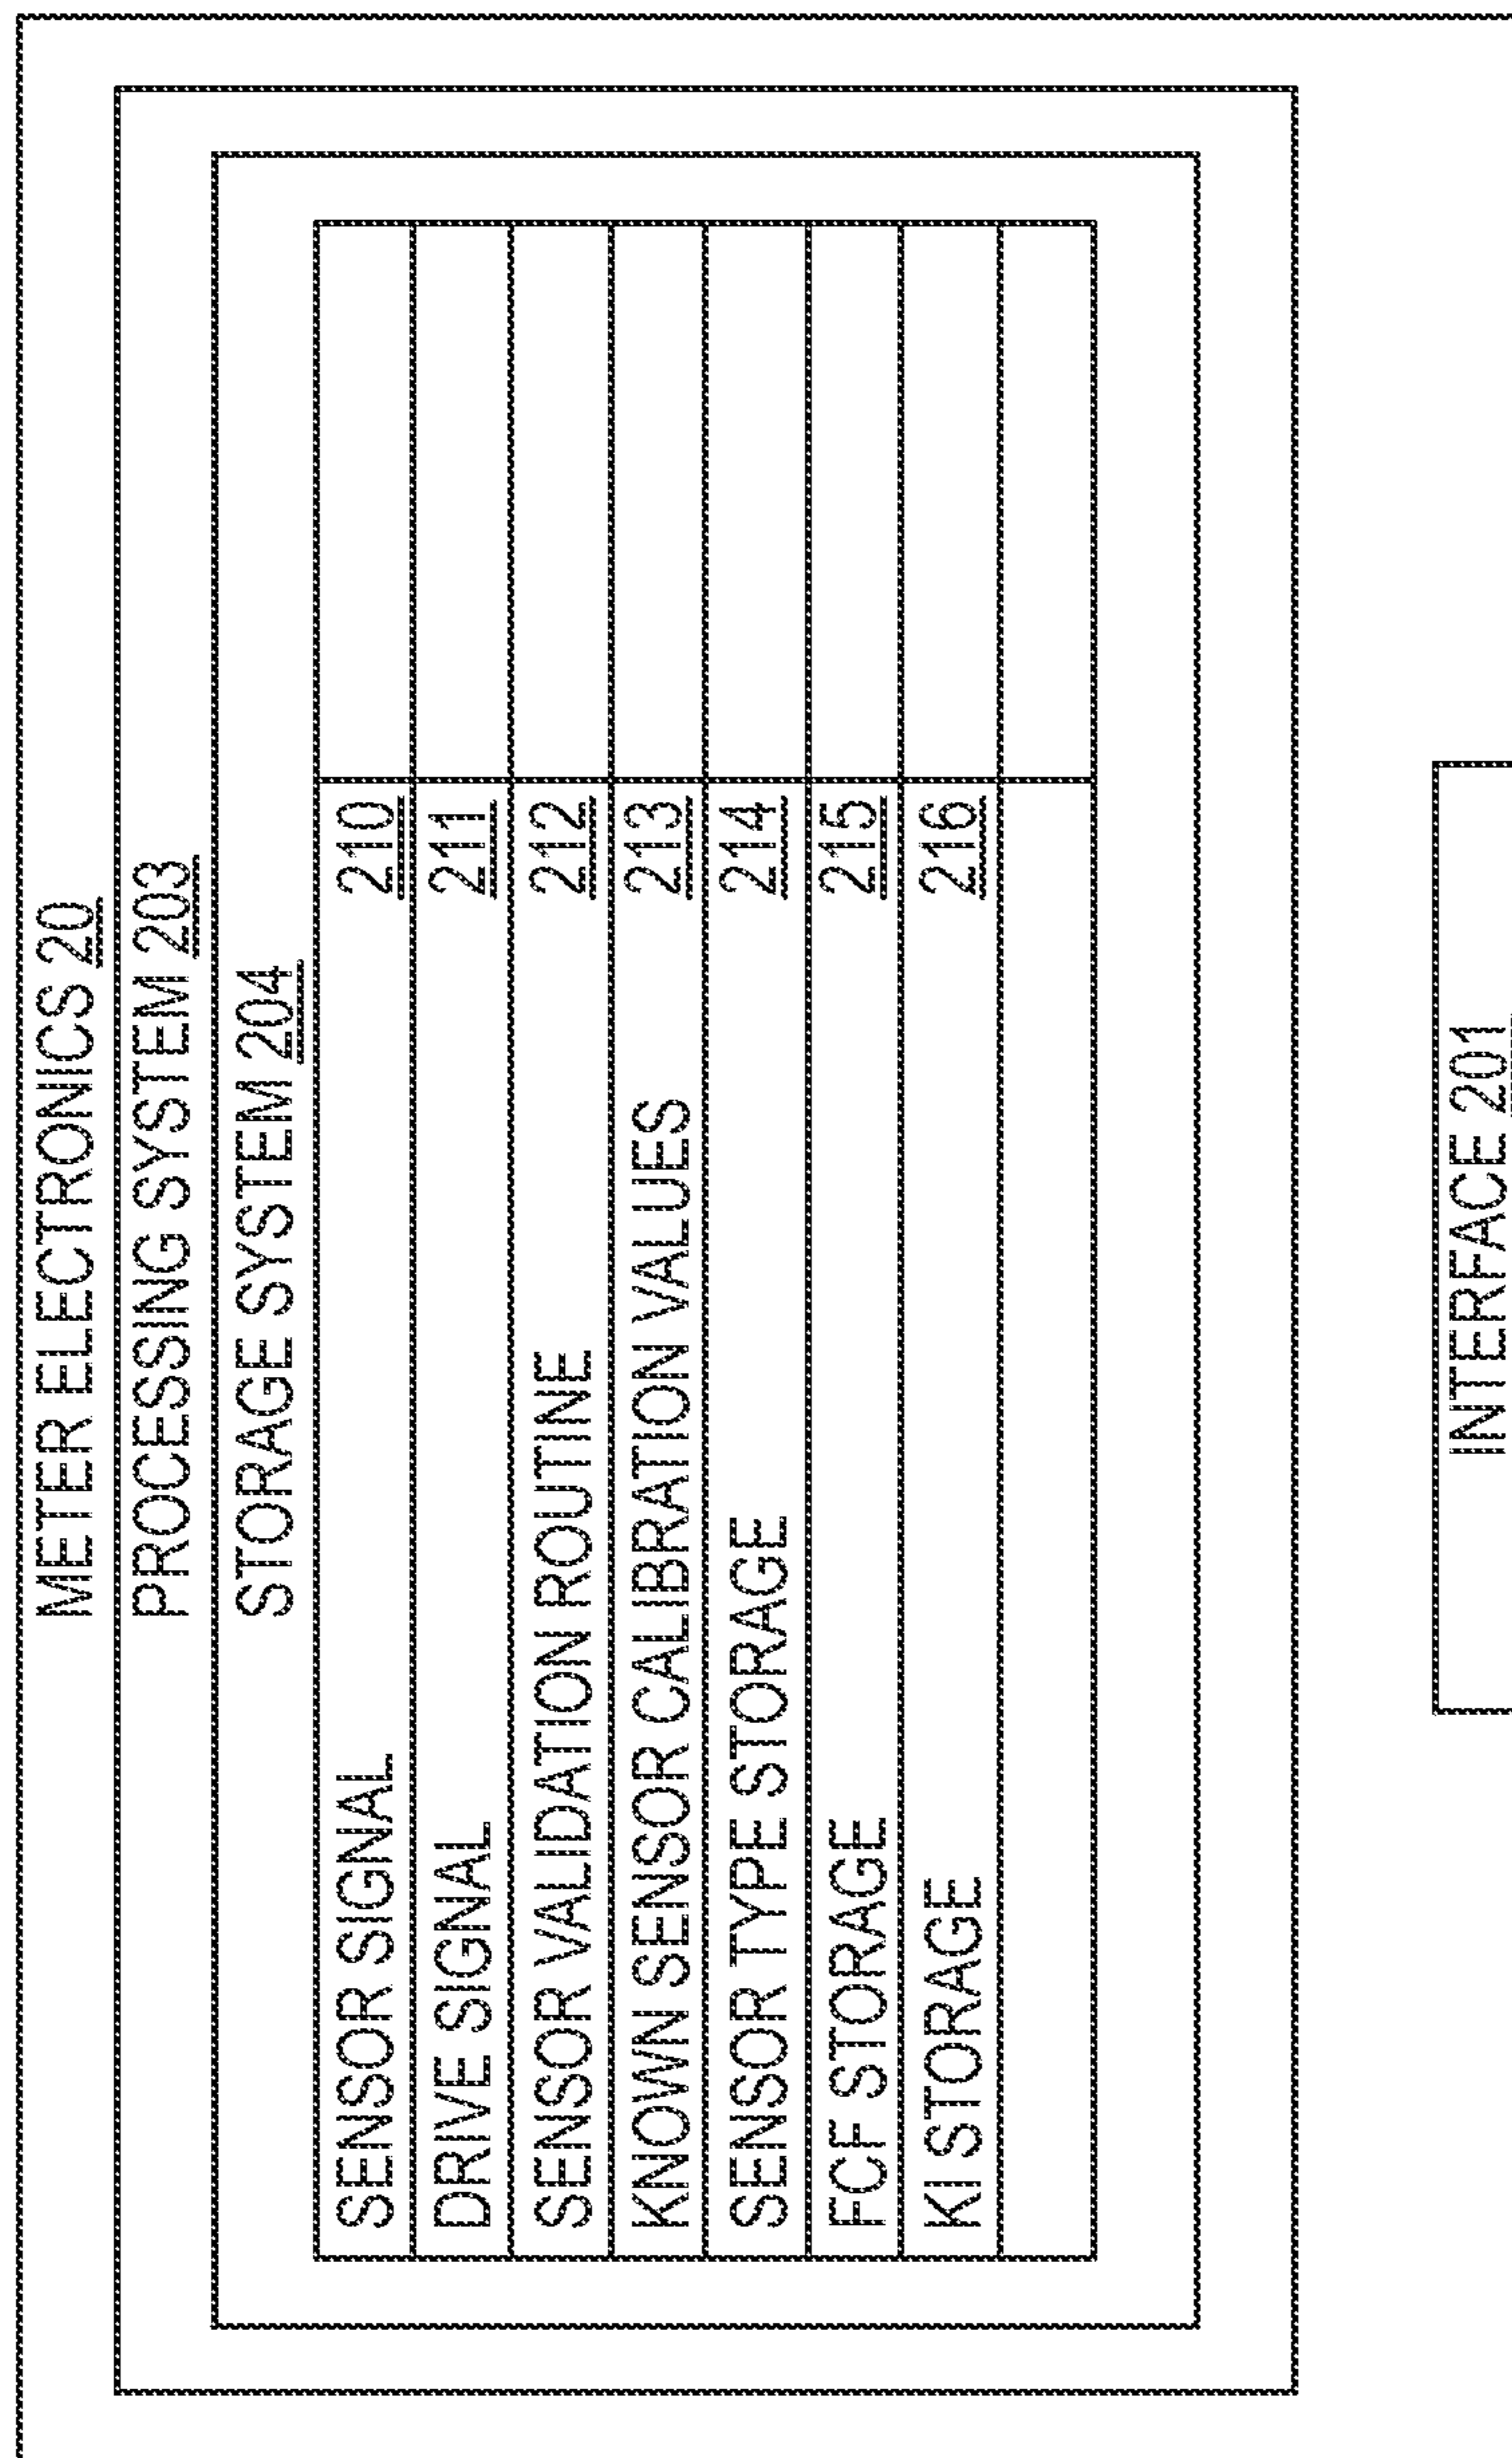 METER ELECTRONICS 20
PROCESSING SYSTEM 203
STORAGE SYSTEM 204
SENSOR SIGNAL 210
DRIVE SIGNAL 211
SENSOR VALIDATION ROUTINE 212
KNOWN SENSOR CALIBRATION VALUES 213
SENSOR TYPE STORAGE 214
FCF STORAGE 215
KI STORAGE 216
INTERFACE 201